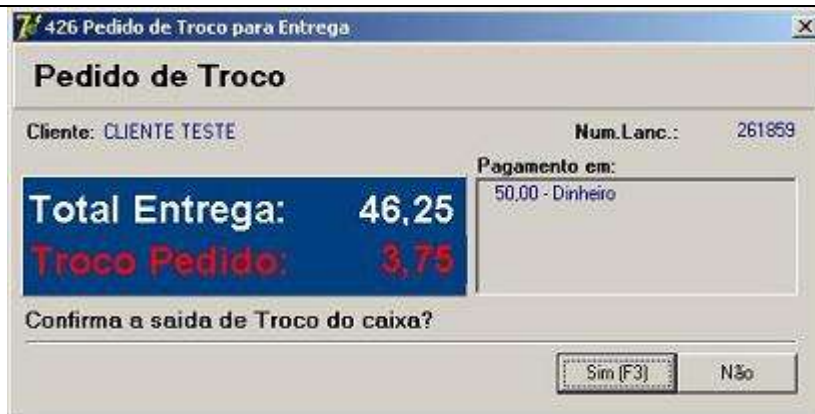 426 Pedido de Troco para Entrega
Pedido de Troco
Cliente: CLIENTE TESTE Num.Lanc.: 261859
Pagamento em:
50,00 - Dinheiro
Total Entrega: 46,25
Troco Pedido: 3,75
Confirma a saida de Troco do caixa?
Sim (F3) Não